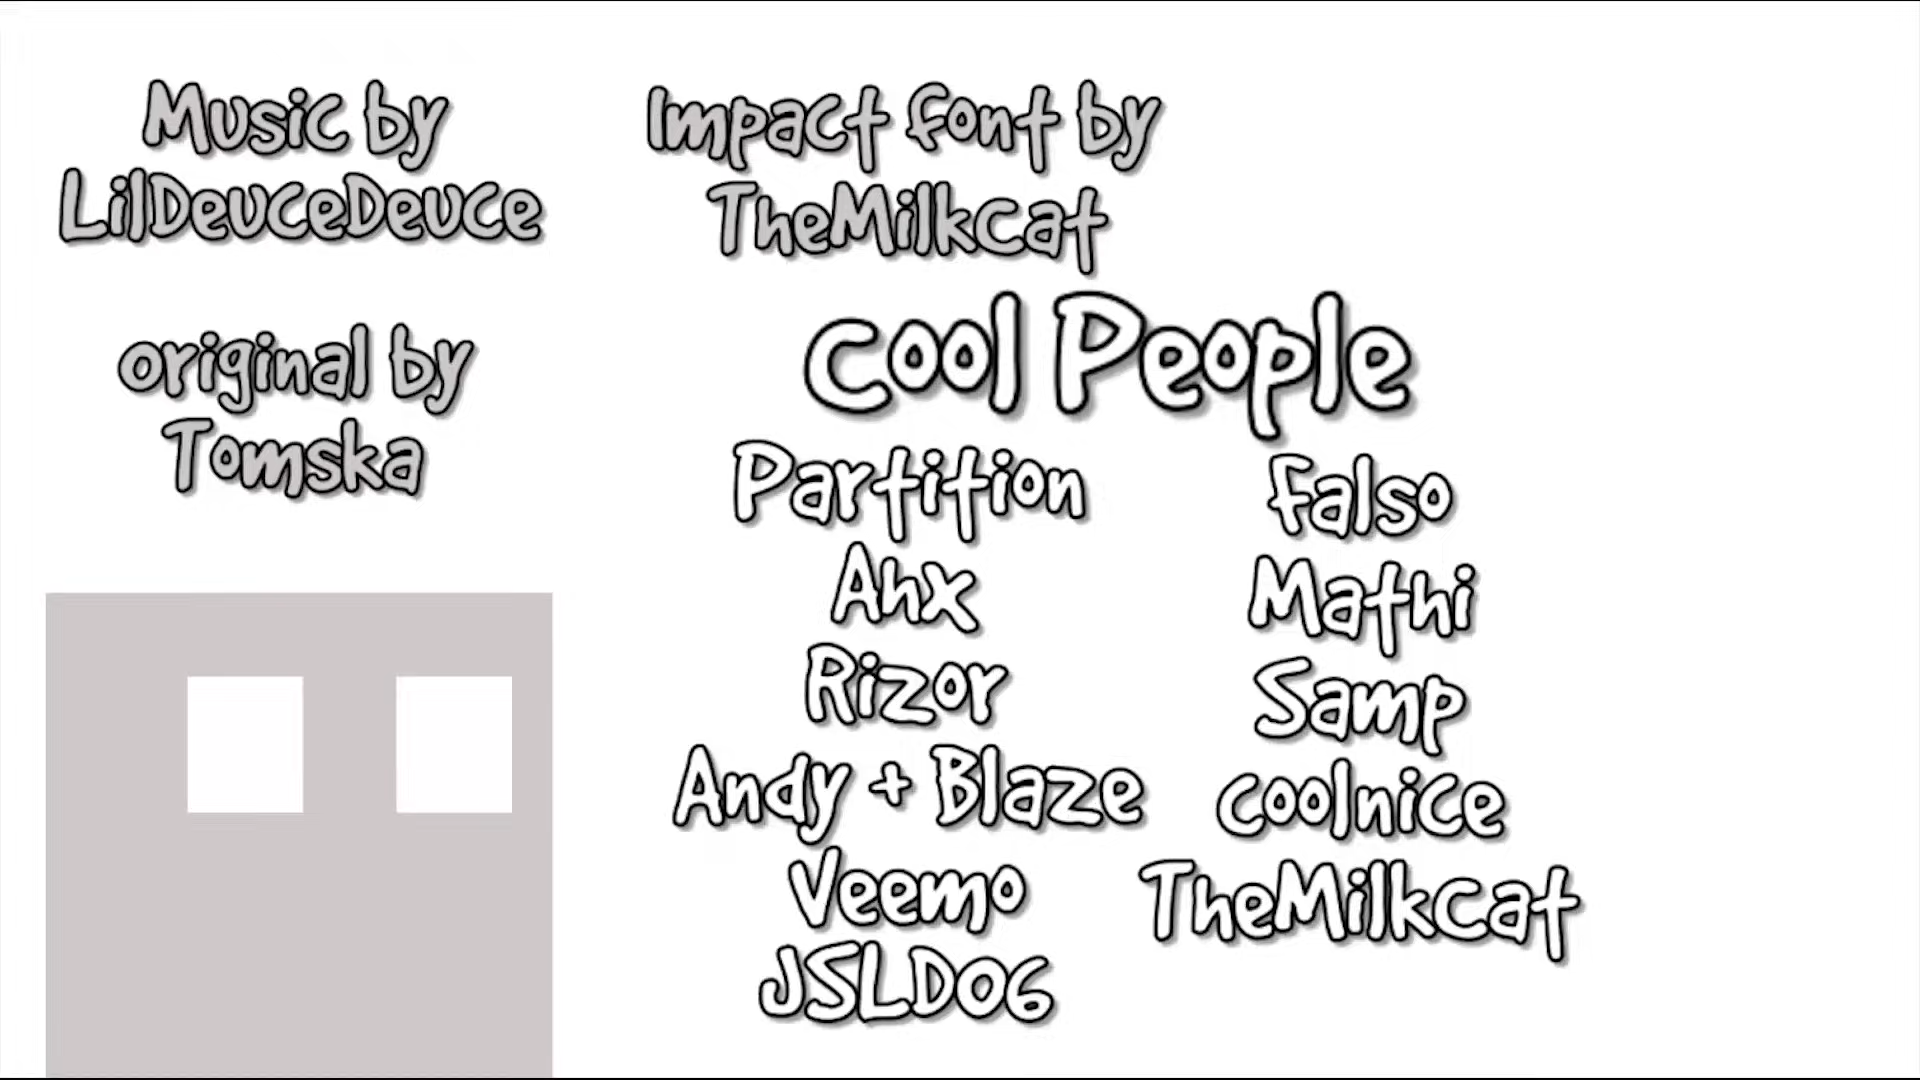 Music by
LilDeuceDeuce
original by
Tomska
Impact font by
TheMilkCat
Cool People
Partition
Ahx
Rizor
Andy + Blaze
Veemo
JSLD06
Falso
Mathi
Samp
coolnice
TheMilkCat